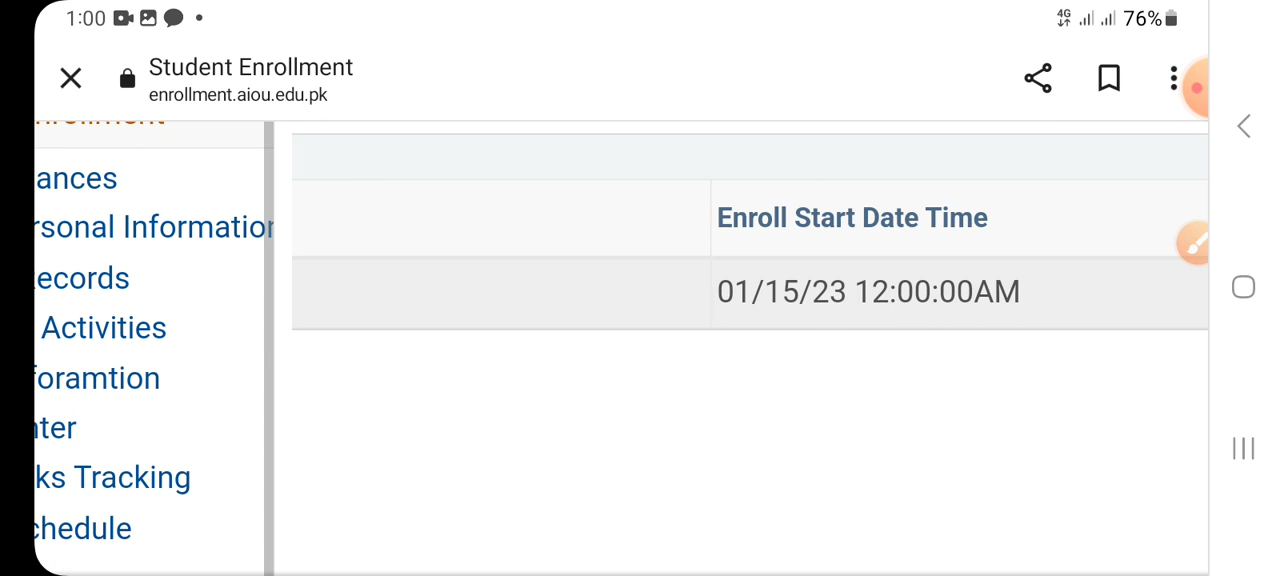 1:00
4G 76%
Student Enrollment
enrollment.aiou.edu.pk
ances
rsonal Information
ecords
Activities
foramtion
nter
ks Tracking
chedule
Enroll Start Date Time
01/15/23 12:00:00AM